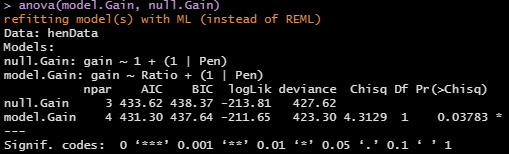 > anova(model.Gain, null.Gain)
refitting model(s) with ML (instead of REML)
Data: henData
Models:
null.Gain: gain ~ 1 + (1 | Pen)
model.Gain: gain ~ Ratio + (1 | Pen)
           npar    AIC    BIC  logLik deviance  Chisq Df Pr(>Chisq)
null.Gain     3 433.62 438.37 -213.81   427.62
model.Gain    4 431.30 437.64 -211.65   423.30 4.3129  1    0.03783 *
---
Signif. codes:  0 ‘***’ 0.001 ‘**’ 0.01 ‘*’ 0.05 ‘.’ 0.1 ‘ ’ 1